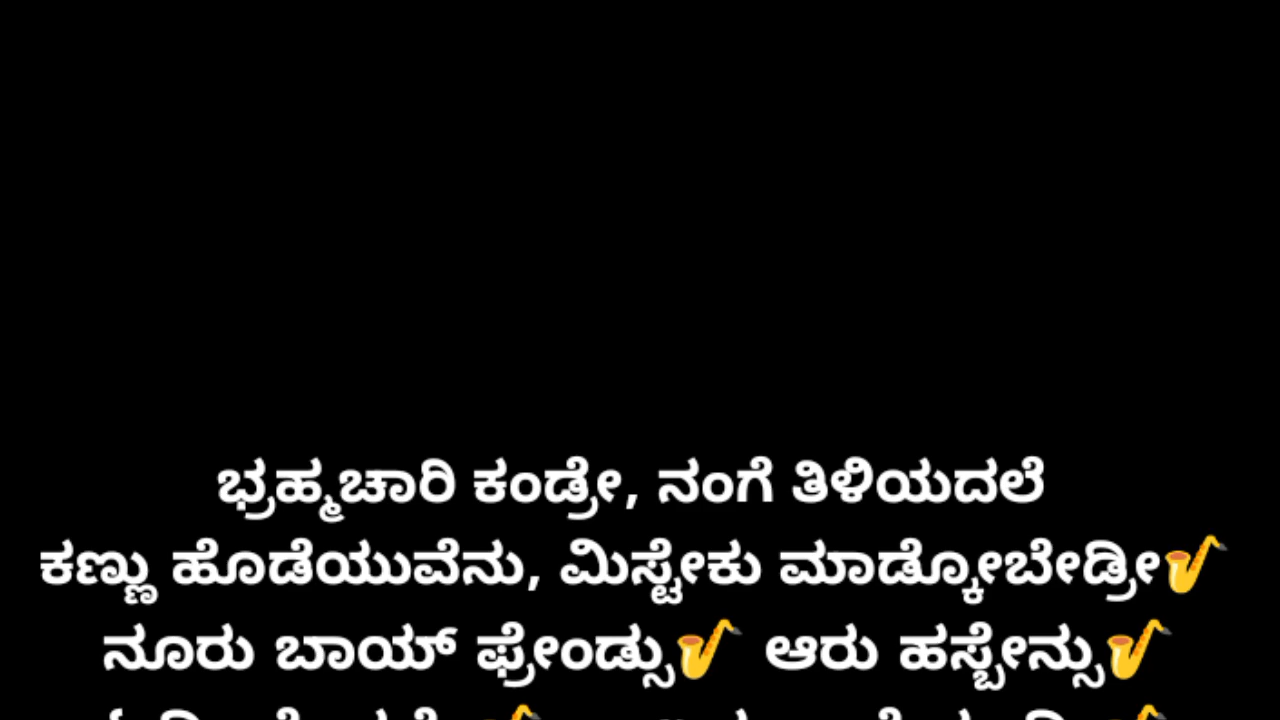 ಭ್ರಹ್ಮಚಾರಿ ಕಂಡ್ರೇ, ನಂಗೆ ತಿಳಿಯದಲೆ
ಕಣ್ಣು ಹೊಡೆಯುವೆನು, ಮಿಸ್ಟೇಕು ಮಾಡ್ಕೋಬೇಡ್ರೀ🎷
ನೂರು ಬಾಯ್ ಫ್ರೇಂಡ್ಸು🎷 ಆರು ಹಸ್ಬೇನ್ಸು🎷